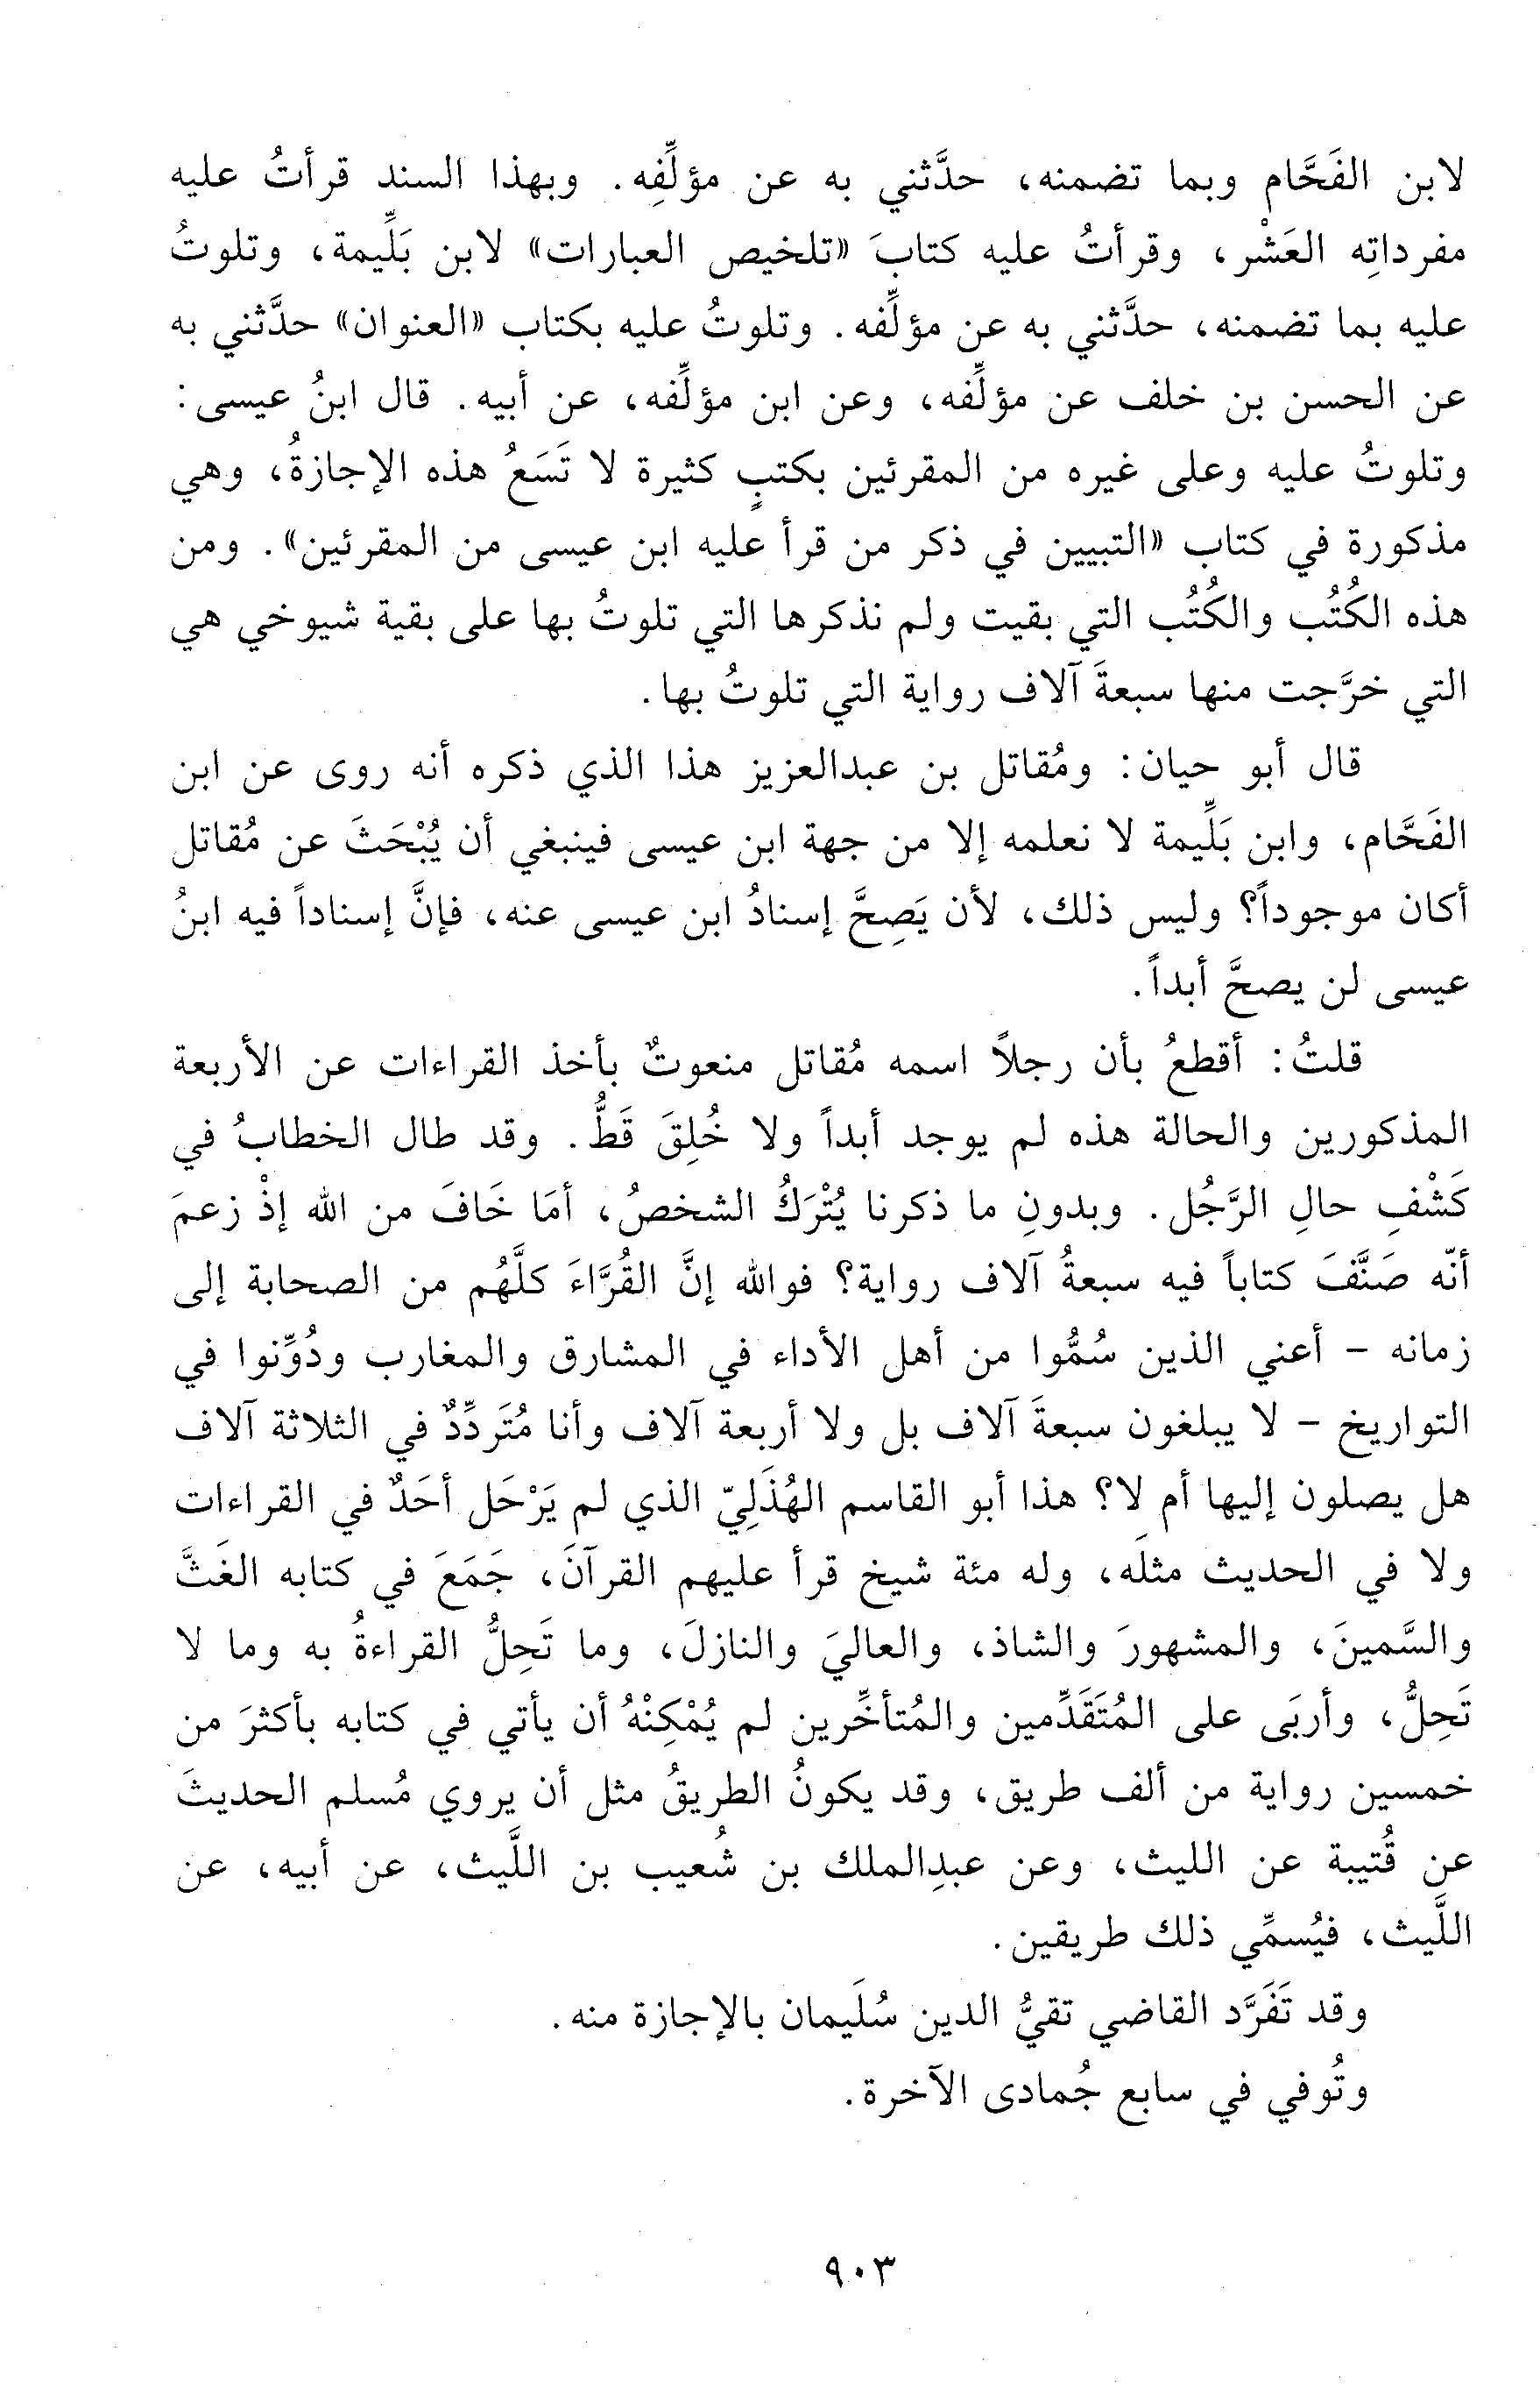 لابن الفَحَّام وبما تضمنه، حدَّثني به عن مؤلِّفِه. وبهذا السند قرأتُ عليه
مفرداتِه العَشْر، وقرأتُ عليه كتابَ «تلخيص العبارات» لابن بَلِّيمة، وتلوتُ
عليه بما تضمنه، حدَّثني به عن مؤلِّفه. وتلوتُ عليه بكتاب «العنوان» حدَّثني به
عن الحسن بن خلف عن مؤلِّفه، وعن ابن مؤلِّفه، عن أبيه. قال ابنُ عيسى:
وتلوتُ عليه وعلى غيره من المقرئين بكتبٍ كثيرة لا تَسَعُ هذه الإجازةُ، وهي
مذكورة في كتاب «التبيين في ذكر من قرأ عليه ابن عيسى من المقرئين». ومن
هذه الكُتُب والكُتُب التي بقيت ولم نذكرها التي تلوتُ بها على بقية شيوخي هي
التي خرَّجت منها سبعةَ آلاف رواية التي تلوتُ بها.
قال أبو حيان: ومُقاتل بن عبدالعزيز هذا الذي ذكره أنه روى عن ابن
الفَحَّام، وابن بَلِّيمة لا نعلمه إلا من جهة ابن عيسى فينبغي أن يُبْحَثَ عن مُقاتل
أكان موجوداً؟ وليس ذلك، لأن يَصِحَّ إسنادُ ابن عيسى عنه، فإنَّ إسناداً فيه ابنُ
عيسى لن يصحَّ أبداً.
قلتُ: أقطعُ بأن رجلاً اسمه مُقاتل منعوتٌ بأخذ القراءات عن الأربعة
المذكورين والحالة هذه لم يوجد أبداً ولا خُلِقَ قَطُّ. وقد طال الخطابُ في
كَشْفِ حالِ الرَّجُل. وبدونِ ما ذكرنا يُتْرَكُ الشخصُ، أمَا خَافَ من الله إذْ زعمَ
أنّه صَنَّفَ كتاباً فيه سبعةُ آلاف رواية؟ فوالله إنَّ القُرَّاءَ كلَّهُم من الصحابة إلى
زمانه - أعني الذين سُمُّوا من أهل الأداء في المشارق والمغارب ودُوِّنوا في
التواريخ - لا يبلغون سبعةَ آلاف بل ولا أربعة آلاف وأنا مُتَردِّدٌ في الثلاثة آلاف
هل يصلون إليها أم لا؟ هذا أبو القاسم الهُذَلِيّ الذي لم يَرْحَل أحَدٌ في القراءات
ولا في الحديث مثلَه، وله مئة شيخ قرأ عليهم القرآنَ، جَمَعَ في كتابه الغَثَّ
والسَّمينَ، والمشهورَ والشاذ، والعاليَ والنازلَ، وما تَحِلُّ القراءةُ به وما لا
تَحِلُّ، وأربَى على المُتَقَدِّمين والمُتأخِّرين لم يُمْكِنْهُ أن يأتي في كتابه بأكثرَ من
خمسين رواية من ألف طريق، وقد يكونُ الطريقُ مثل أن يروي مُسلم الحديثَ
عن قُتيبة عن الليث، وعن عبدِالملك بن شُعيب بن اللَّيث، عن أبيه، عن
اللَّيث، فيُسمِّي ذلك طريقين.
وقد تَفَرَّد القاضي تقيُّ الدين سُلَيمان بالإجازة منه.
وتُوفي في سابع جُمادى الآخرة.
٩٠٣